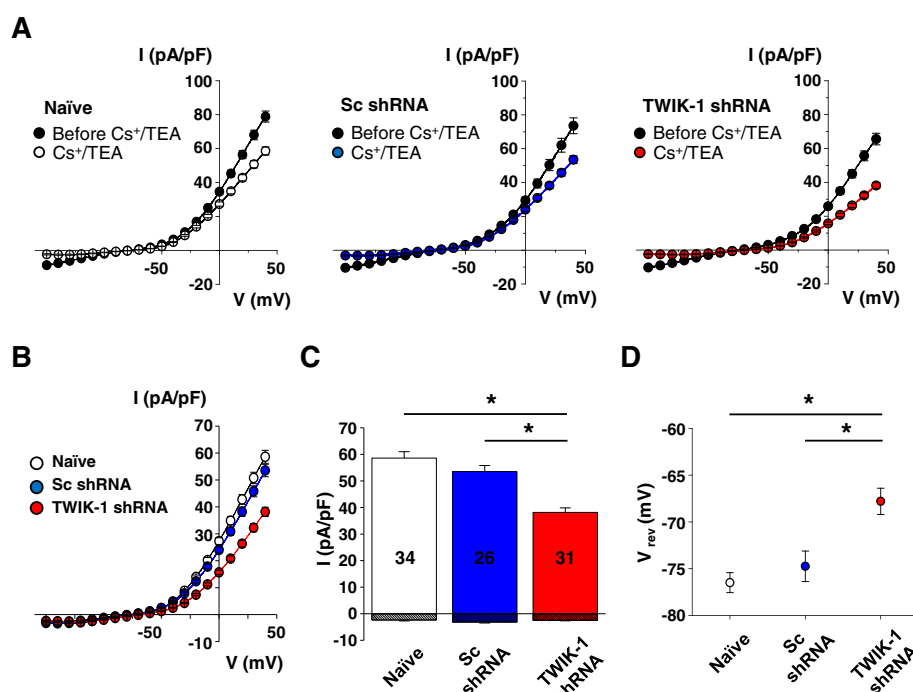 A
I (pA/pF)
100
80
60
40
20
-20
-50
50
V (mV)
Naïve
Before Cs⁺/TEA
Cs⁺/TEA
I (pA/pF)
100
80
60
40
20
-20
-50
50
V (mV)
Sc shRNA
Before Cs⁺/TEA
Cs⁺/TEA
I (pA/pF)
100
80
60
40
20
-20
-50
50
V (mV)
TWIK-1 shRNA
Before Cs⁺/TEA
Cs⁺/TEA
B
I (pA/pF)
70
50
30
10
-10
-50
50
V (mV)
Naïve
Sc shRNA
TWIK-1 shRNA
C
*
*
I (pA/pF)
70
60
50
40
30
20
10
0
-10
34
26
31
Naïve
Sc
shRNA
TWIK-1
hRNA
D
*
*
V rev (mV)
-60
-65
-70
-75
-80
Naïve
Sc
shRNA
TWIK-1
shRNA